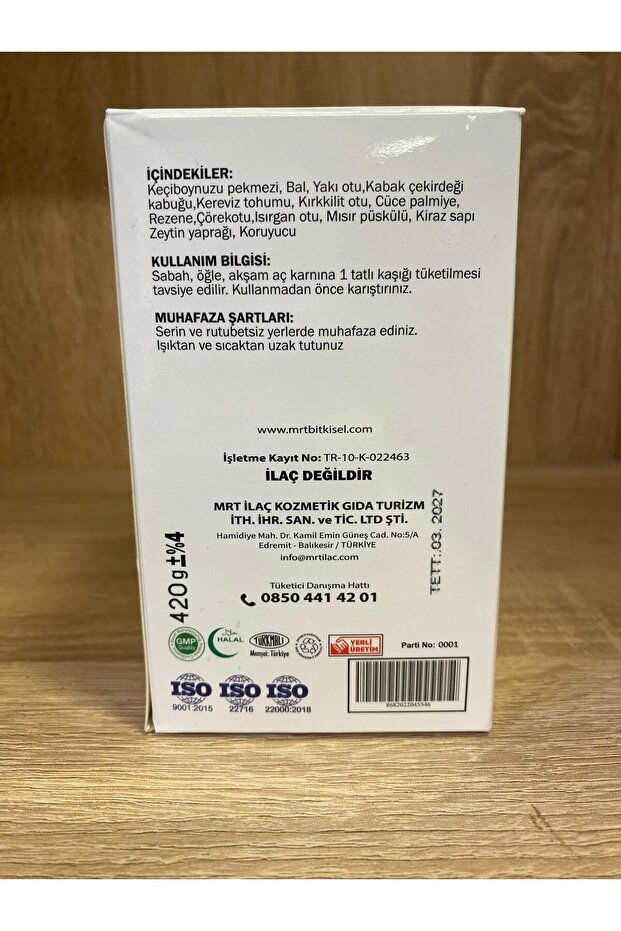 İÇİNDEKİLER:
Keçiboynuzu pekmezi, Bal, Yakı otu,Kabak çekirdeği
kabuğu,Kereviz tohumu, Kırkkilit otu, Cüce palmiye,
Rezene,Çörekotu,Isırgan otu, Mısır püskülü, Kiraz sapı
Zeytin yaprağı, Koruyucu
KULLANIM BİLGİSİ:
Sabah, öğle, akşam aç karnına 1 tatlı kaşığı tüketilmesi
tavsiye edilir. Kullanmadan önce karıştırınız.
MUHAFAZA ŞARTLARI:
Serin ve rutubetsiz yerlerde muhafaza ediniz.
Işıktan ve sıcaktan uzak tutunuz
www.mrtbitkisel.com
İşletme Kayıt No: TR-10-K-022463
İLAÇ DEĞİLDİR
MRT İLAÇ KOZMETİK GIDA TURİZM
İTH. İHR. SAN. ve TİC. LTD ŞTİ.
Hamidiye Mah. Dr. Kamil Emin Güneş Cad. No:5/A
Edremit - Balıkesir / TÜRKİYE
info@mrtilac.com
420 g±%4
TETT:.03. 2027
Tüketici Danışma Hattı
0850 441 42 01
GMP
Quality
HALAL
TÜRKMALI
Menşei: Türkiye
YERLİ
ÜRETİM
Parti No: 0001
ISO
9001:2015
ISO
22716
ISO
22000:2018
8682022045546